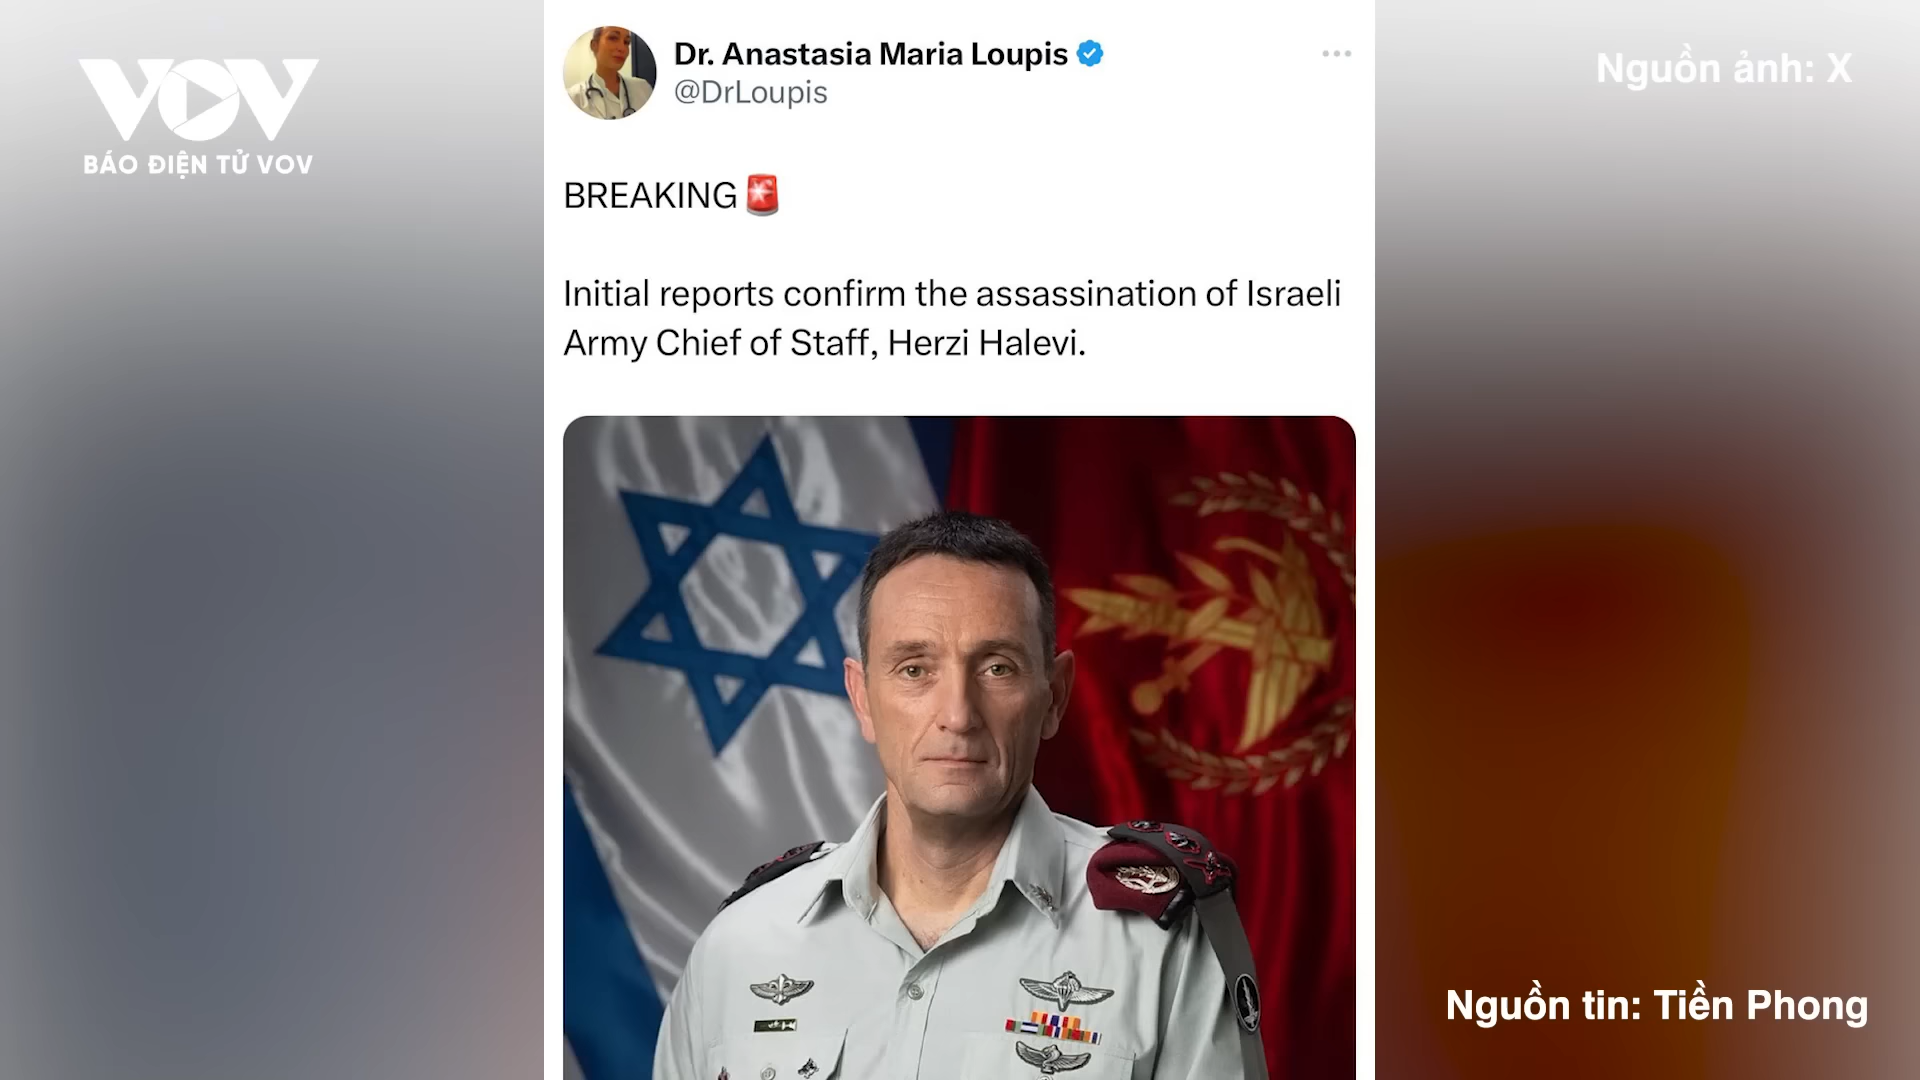 VOV
BÁO ĐIỆN TỬ VOV
Dr. Anastasia Maria Loupis
@DrLoupis
Nguồn ảnh: X
BREAKING🚨
Initial reports confirm the assassination of Israeli
Army Chief of Staff, Herzi Halevi.
Nguồn tin: Tiền Phong